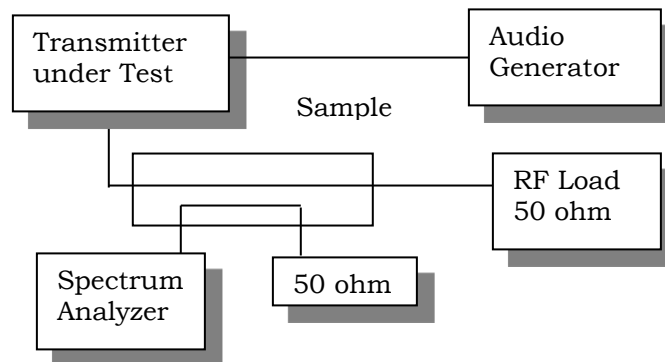 Transmitter
under Test
Audio
Generator
Sample
RF Load
50 ohm
Spectrum
Analyzer
50 ohm